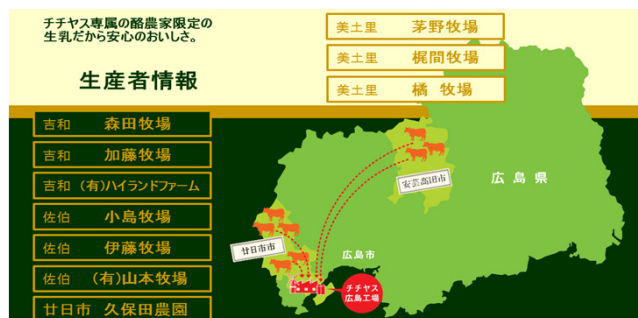 チチヤス専属の酪農家限定の
生乳だから安心のおいしさ。
生産者情報
美土里 茅野牧場
美土里 梶間牧場
美土里 橘 牧場
吉和 森田牧場
吉和 加藤牧場
吉和 (有)ハイランドファーム
佐伯 小島牧場
佐伯 伊藤牧場
佐伯 (有)山本牧場
廿日市 久保田農園
安芸高田市
広島県
廿日市市
広島市
チチヤス
広島工場